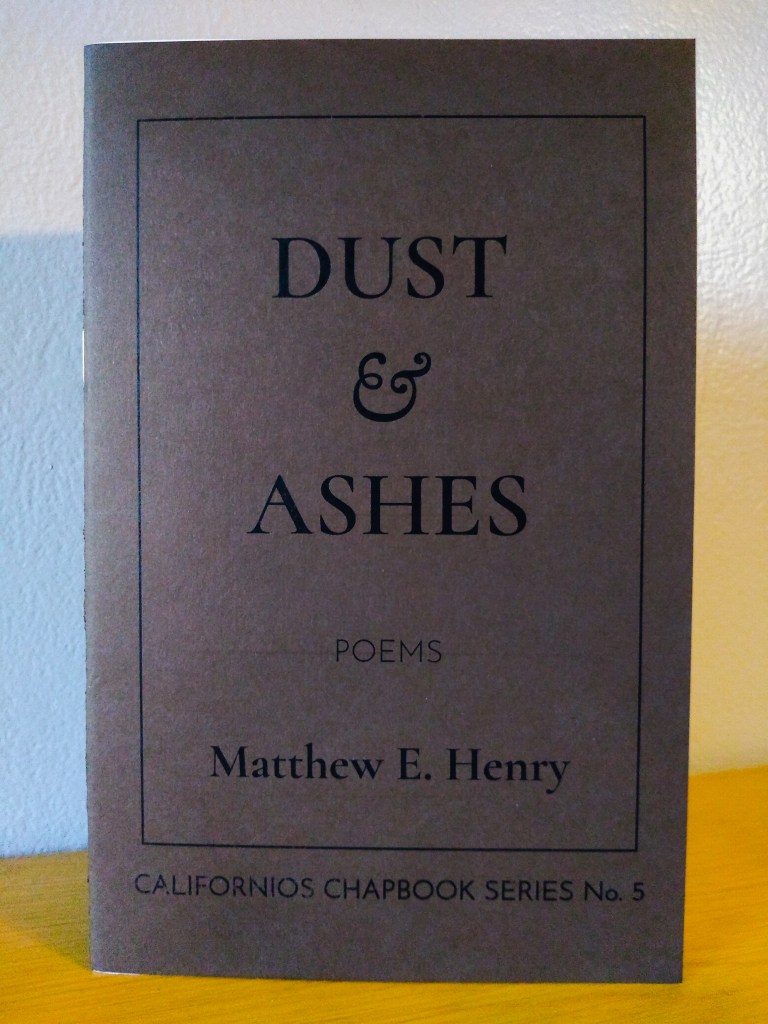 DUST
&
ASHES
POEMS
Matthew E. Henry
CALIFORNIOS CHAPBOOK SERIES No. 5